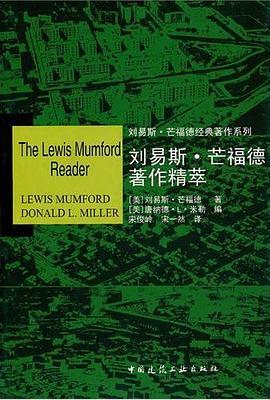 刘易斯·芒福德经典著作系列
The Lewis Mumford
Reader
LEWIS MUMFORD
DONALD L. MILLER
刘易斯·芒福德
著作精萃
[美]刘易斯·芒福德 著
[美]唐纳德·L·米勒 编
宋俊岭 宋一然 译
中国建筑工业出版社